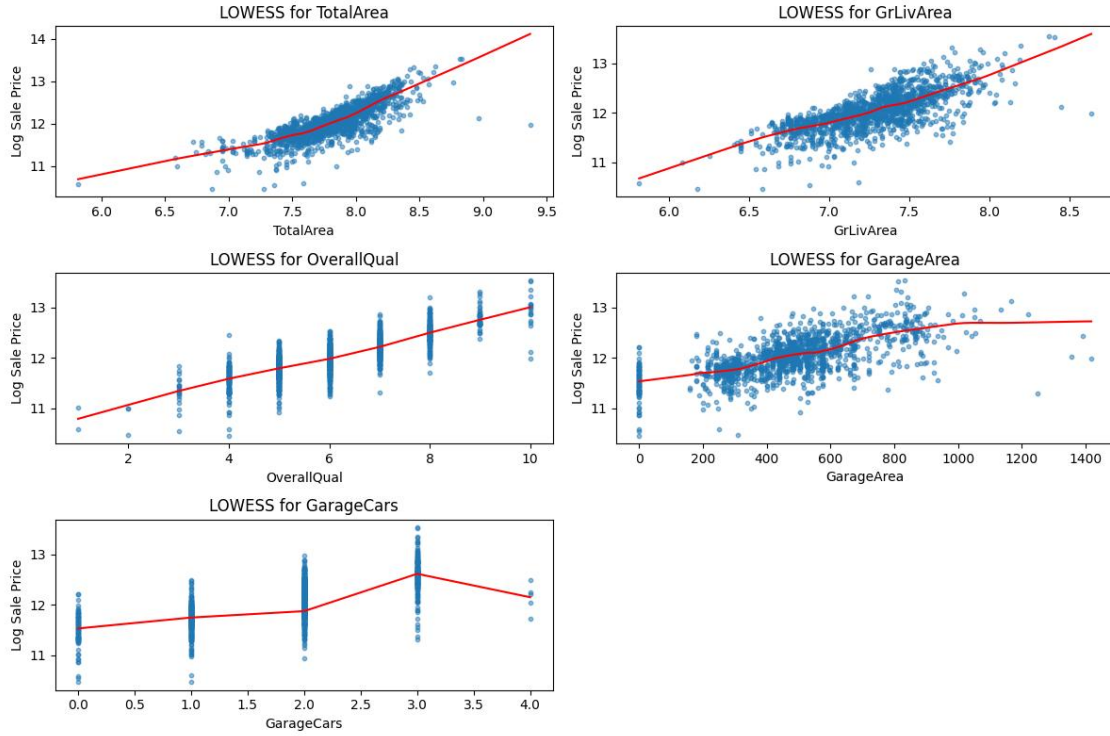 LOWESS for TotalArea
14
13
12
11
Log Sale Price
6.0 6.5 7.0 7.5 8.0 8.5 9.0 9.5
TotalArea
LOWESS for GrLivArea
13
12
11
Log Sale Price
6.0 6.5 7.0 7.5 8.0 8.5
GrLivArea
LOWESS for OverallQual
13
12
11
Log Sale Price
2 4 6 8 10
OverallQual
LOWESS for GarageArea
13
12
11
Log Sale Price
0 200 400 600 800 1000 1200 1400
GarageArea
LOWESS for GarageCars
13
12
11
Log Sale Price
0.0 0.5 1.0 1.5 2.0 2.5 3.0 3.5 4.0
GarageCars